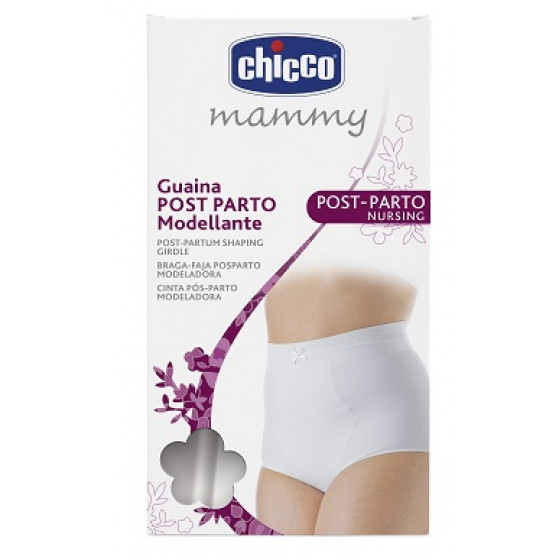 chicco
mammy
Guaina
POST PARTO
Modellante
POST-PARTO
NURSING
POST-PARTUM SHAPING
GIRDLE
BRAGA-FAJA POSPARTO
MODELADORA
CINTA PÓS-PARTO
MODELADORA